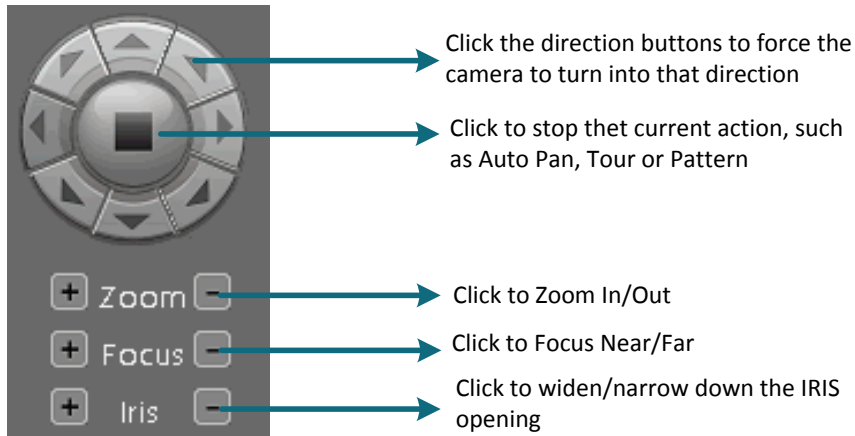 Click the direction buttons to force the
camera to turn into that direction
Click to stop thet current action, such
as Auto Pan, Tour or Pattern
+ Zoom -
Click to Zoom In/Out
+ Focus -
Click to Focus Near/Far
+ Iris -
Click to widen/narrow down the IRIS
opening